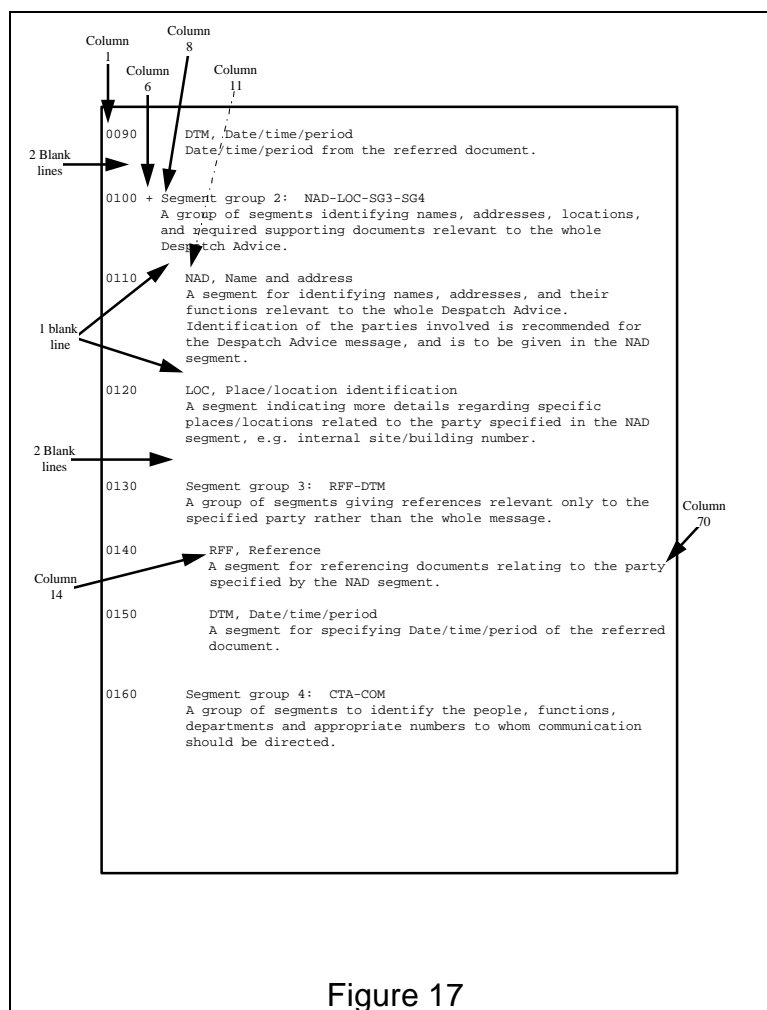 Column
1
Column
8
Column
6
Column
11
0090 DTM, Date/time/period
Date/time/period from the referred document.
2 Blank
lines
0100 + Segment group 2: NAD-LOC-SG3-SG4
A group of segments identifying names, addresses, locations,
and required supporting documents relevant to the whole
Despatch Advice.
0110 NAD, Name and address
A segment for identifying names, addresses, and their
functions relevant to the whole Despatch Advice.
Identification of the parties involved is recommended for
the Despatch Advice message, and is to be given in the NAD
segment.
1 blank
line
0120 LOC, Place/location identification
A segment indicating more details regarding specific
places/locations related to the party specified in the NAD
segment, e.g. internal site/building number.
2 Blank
lines
0130 Segment group 3: RFF-DTM
A group of segments giving references relevant only to the
specified party rather than the whole message.
Column
70
0140 RFF, Reference
A segment for referencing documents relating to the party
specified by the NAD segment.
Column
14
0150 DTM, Date/time/period
A segment for specifying Date/time/period of the referred
document.
0160 Segment group 4: CTA-COM
A group of segments to identify the people, functions,
departments and appropriate numbers to whom communication
should be directed.
Figure 17